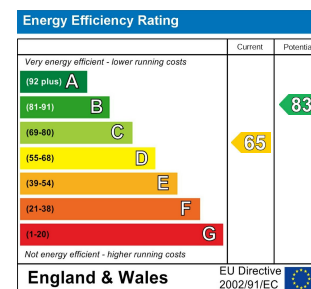 Energy Efficiency Rating
Current
Potentia
Very energy efficient - lower running costs
(92 plus) A
(81-91) B
83
(69-80) C
65
(55-68) D
(39-54) E
(21-38) F
(1-20) G
Not energy efficient - higher running costs
England & Wales
EU Directive
2002/91/EC